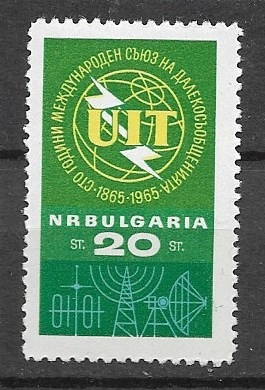 СТО ГОДИНИ МЕЖДУНАРОДЕН СЪЮЗ НА ДАЛЕКОСЪОБЩЕНИЯТА
·1865-1965·
UIT
NRBULGARIA
ST. 20 ST.